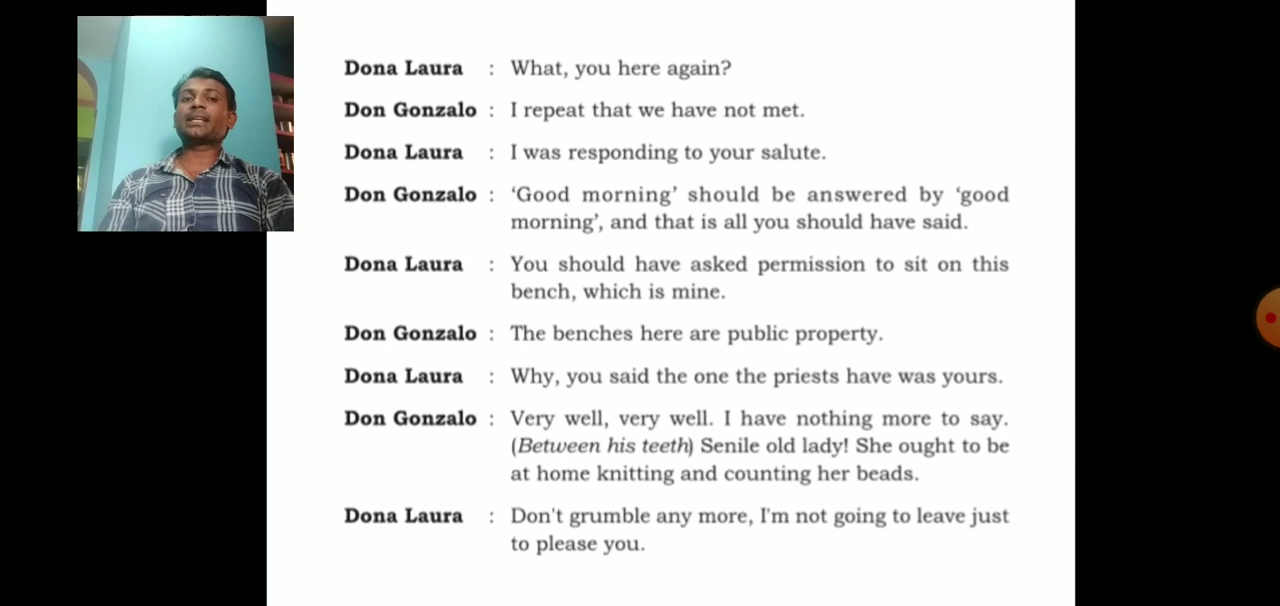 Dona Laura : What, you here again?
Don Gonzalo : I repeat that we have not met.
Dona Laura : I was responding to your salute.
Don Gonzalo : ‘Good morning’ should be answered by ‘good
morning’, and that is all you should have said.
Dona Laura : You should have asked permission to sit on this
bench, which is mine.
Don Gonzalo : The benches here are public property.
Dona Laura : Why, you said the one the priests have was yours.
Don Gonzalo : Very well, very well. I have nothing more to say.
(Between his teeth) Senile old lady! She ought to be
at home knitting and counting her beads.
Dona Laura : Don't grumble any more, I'm not going to leave just
to please you.